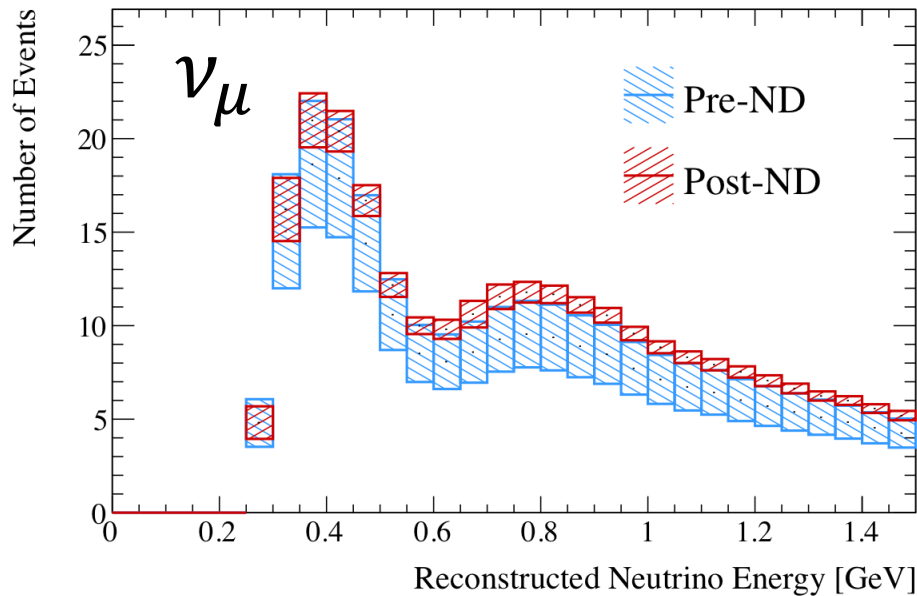 Number of Events
25
20
15
10
5
0
ν_μ
Pre-ND
Post-ND
0 0.2 0.4 0.6 0.8 1 1.2 1.4
Reconstructed Neutrino Energy [GeV]